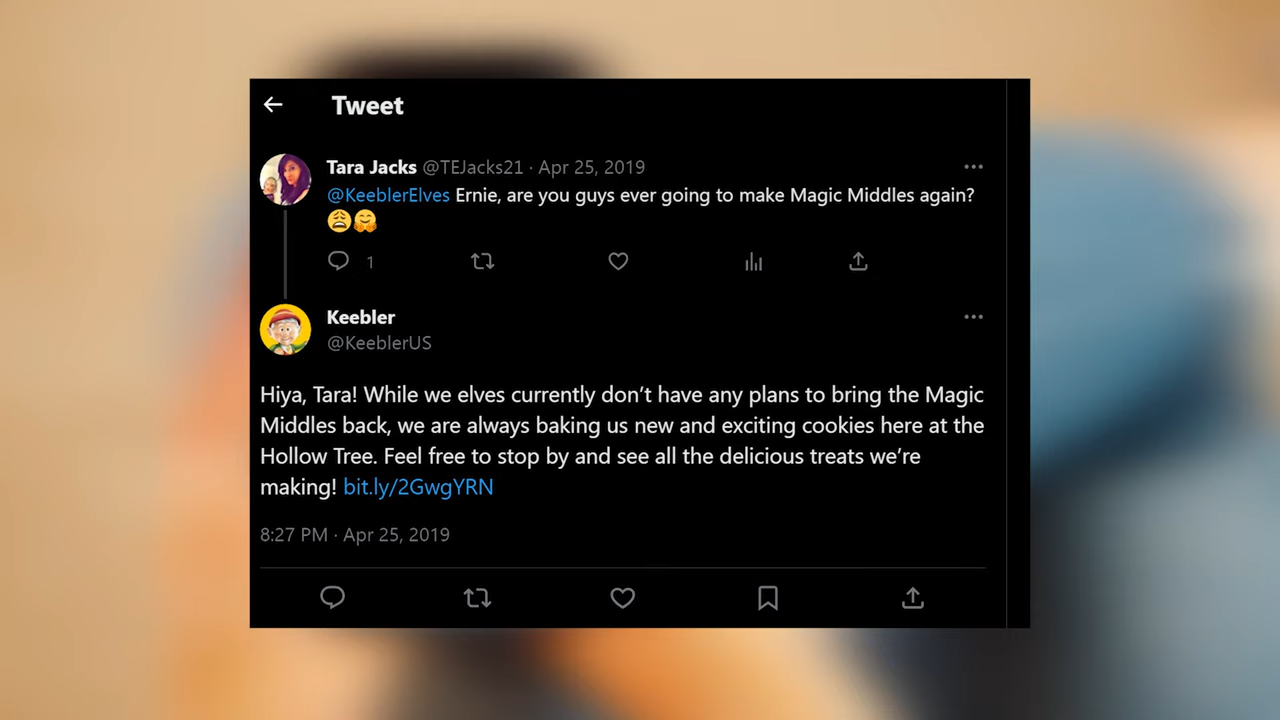 Tweet
Tara Jacks @TEJacks21 · Apr 25, 2019
@KeeblerElves Ernie, are you guys ever going to make Magic Middles again?
😩🤗
1
Keebler
@KeeblerUS
Hiya, Tara! While we elves currently don’t have any plans to bring the Magic
Middles back, we are always baking us new and exciting cookies here at the
Hollow Tree. Feel free to stop by and see all the delicious treats we’re
making! bit.ly/2GwgYRN
8:27 PM · Apr 25, 2019